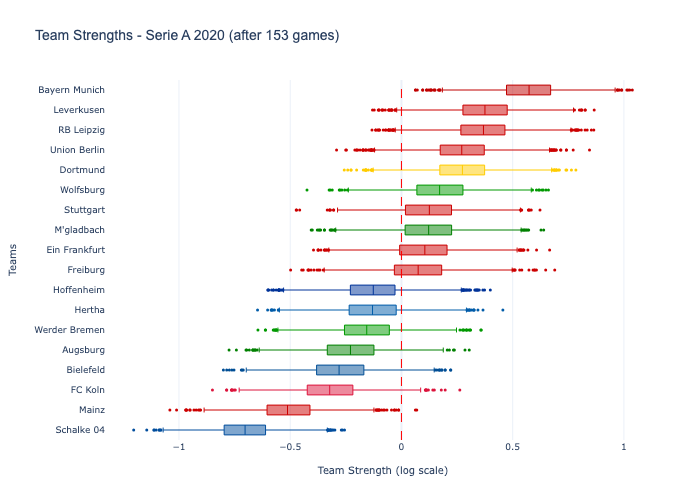 Team Strengths - Serie A 2020 (after 153 games)
Bayern Munich
Leverkusen
RB Leipzig
Union Berlin
Dortmund
Wolfsburg
Stuttgart
M'gladbach
Ein Frankfurt
Freiburg
Hoffenheim
Hertha
Werder Bremen
Augsburg
Bielefeld
FC Koln
Mainz
Schalke 04
Teams
−1 −0.5 0 0.5 1
Team Strength (log scale)